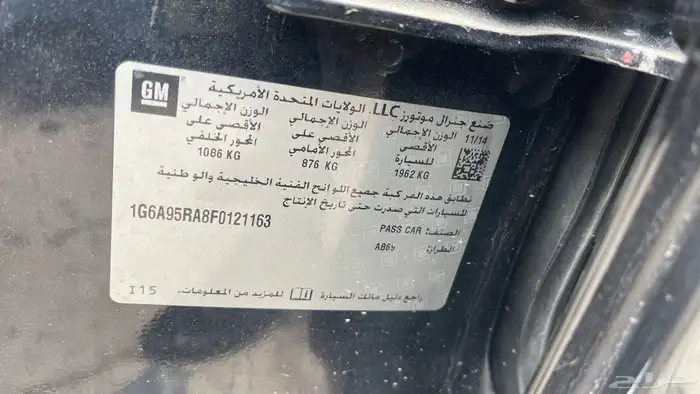 GM
صنع جنرال موتورز LLC. الولايات المتحدة الأمريكية
11/14
الوزن الإجمالي الأقصى للسيارة
1962 KG
الوزن الإجمالي الأقصى على المحور الأمامي
876 KG
الوزن الإجمالي الأقصى على المحور الخلفي
1086 KG
تطابق هذه المركبة جميع اللوائح الفنية الخليجية والوطنية
للسيارات التي صدرت حتى تاريخ الانتاج
1G6A95RA8F0121163
الصنف: PASS CAR
الطراز: AB69
راجع دليل مالك السيارة للمزيد من المعلومات.
I15
حراج